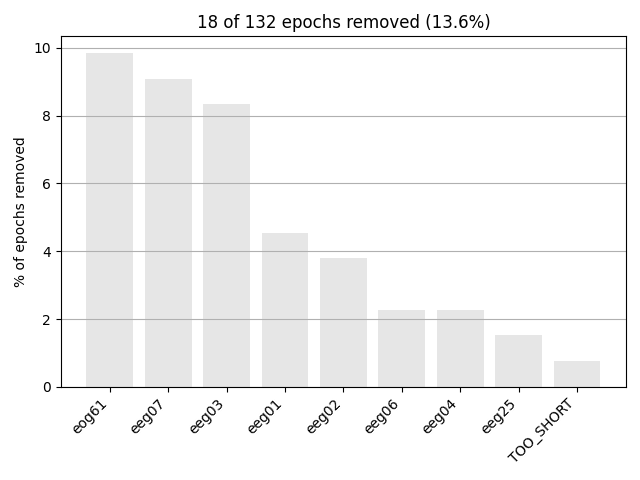 18 of 132 epochs removed (13.6%)
% of epochs removed
10
8
6
4
2
0
eog61
eeg07
eeg03
eeg01
eeg02
eeg06
eeg04
eeg25
TOO_SHORT